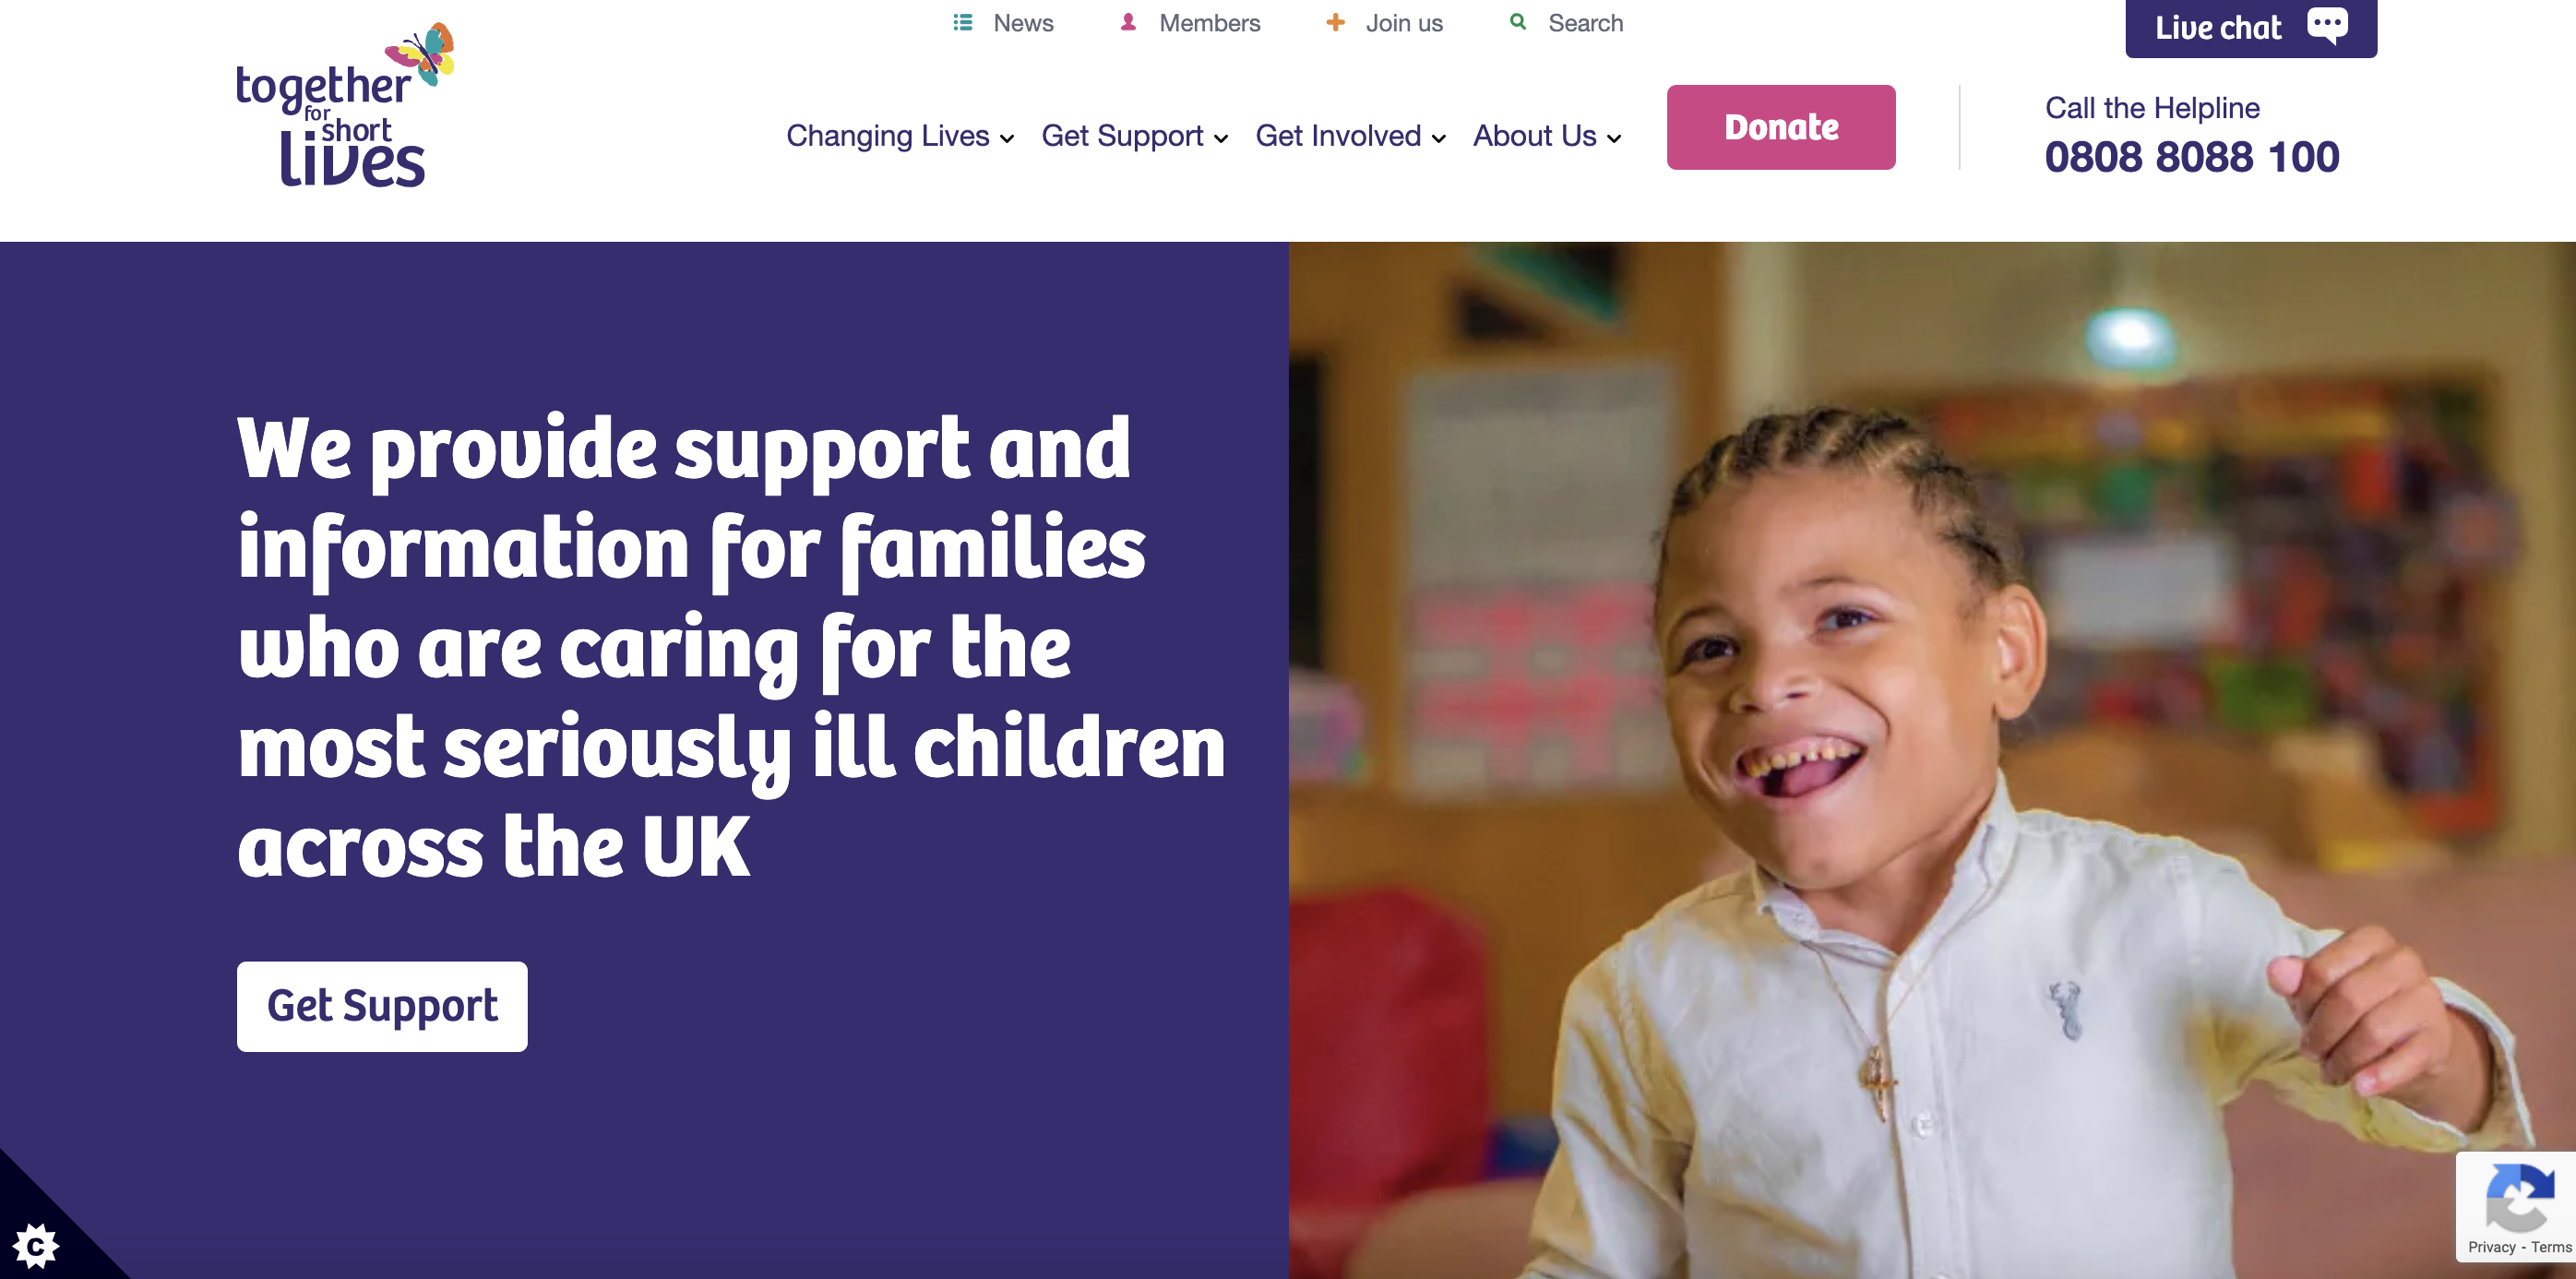 News
Members
Join us
Search
Live chat
together
for
short
lives
Changing Lives
Get Support
Get Involved
About Us
Donate
Call the Helpline
0808 8088 100
We provide support and
information for families
who are caring for the
most seriously ill children
across the UK
Get Support
C
Privacy - Terms